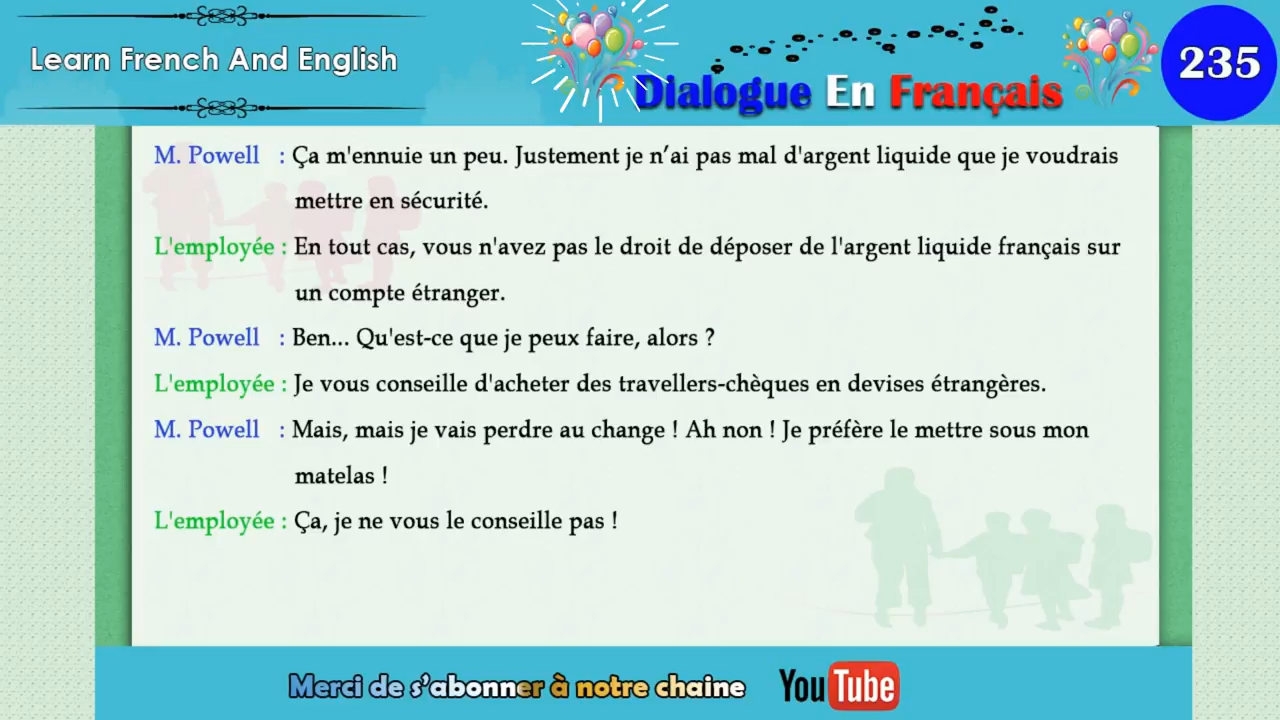 Learn French And English
Dialogue En Français
235
M. Powell : Ça m'ennuie un peu. Justement je n’ai pas mal d'argent liquide que je voudrais
mettre en sécurité.
L'employée : En tout cas, vous n'avez pas le droit de déposer de l'argent liquide français sur
un compte étranger.
M. Powell : Ben... Qu'est-ce que je peux faire, alors ?
L'employée : Je vous conseille d'acheter des travellers-chèques en devises étrangères.
M. Powell : Mais, mais je vais perdre au change ! Ah non ! Je préfère le mettre sous mon
matelas !
L'employée : Ça, je ne vous le conseille pas !
Merci de s’abonner à notre chaine YouTube